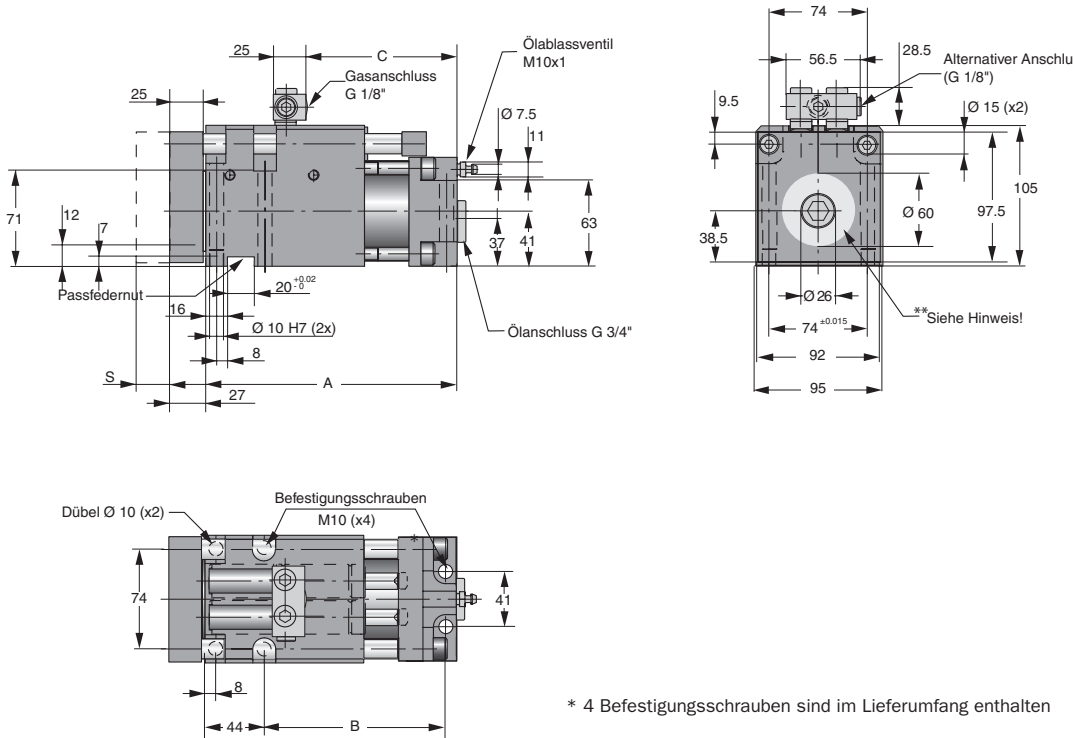 25
C
Ölablassventil
M10x1
Gasanschluss
G 1/8"
25
Ø 7.5
11
71
12
7
37
41
63
Passfedernut
20 +0.02 -0
16
Ø 10 H7 (2x)
8
Ölanschluss G 3/4"
S
A
27
74
56.5
28.5
Alternativer Anschlu
(G 1/8")
9.5
Ø 15 (x2)
105
97.5
Ø 60
38.5
Ø 26
**Siehe Hinweis!
74 ±0.015
92
95
Befestigungsschrauben
M10 (x4)
Dübel Ø 10 (x2)
*
74
41
8
44
B
* 4 Befestigungsschrauben sind im Lieferumfang enthalten